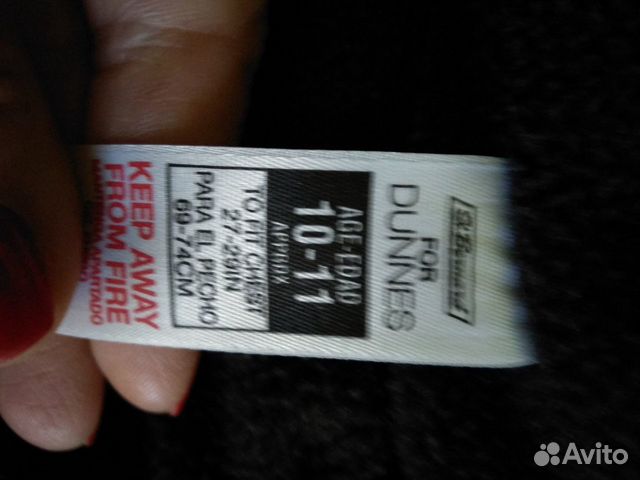 St Bernard
FOR
DUNNES
AGE-EDAD
10-11
APPROX
TO FIT CHEST
27-29IN
PARA EL PECHO
69-74CM
KEEP AWAY
FROM FIRE
Avito